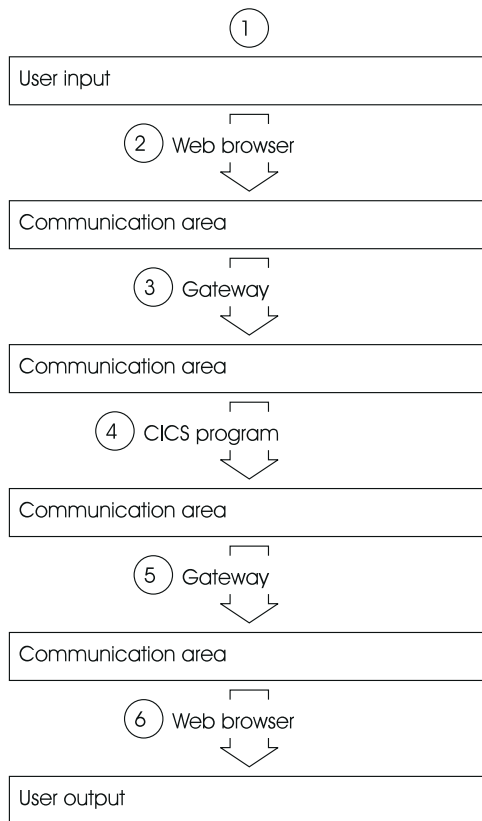 1
User input
2 Web browser
Communication area
3 Gateway
Communication area
4 CICS program
Communication area
5 Gateway
Communication area
6 Web browser
User output